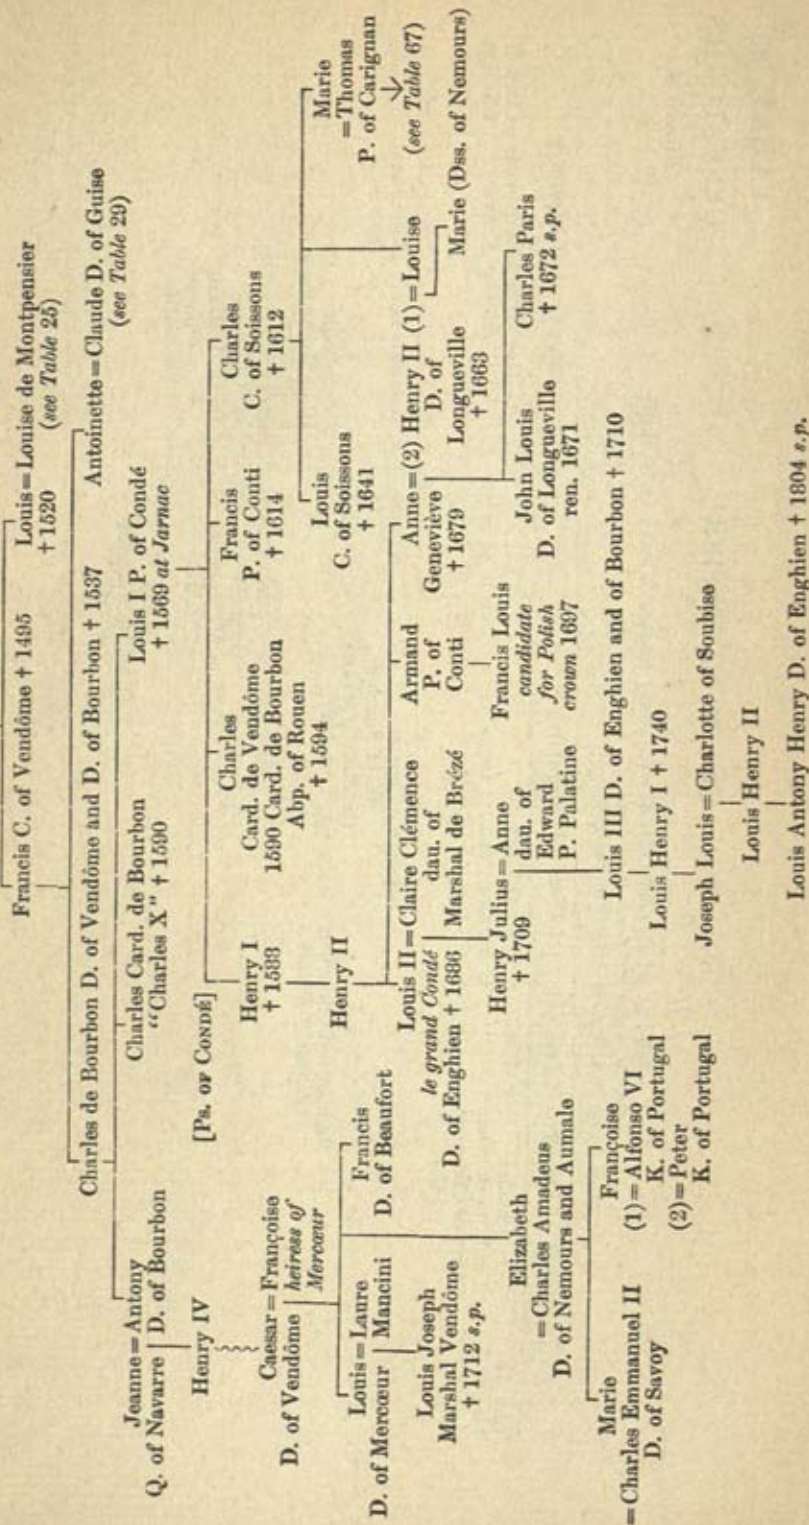 Francis C. of Vendôme † 1495
Louis = Louise de Montpensier
† 1520
(see Table 25)
Charles de Bourbon D. of Vendôme and D. of Bourbon † 1537
Antoinette = Claude D. of Guise
(see Table 29)
Jeanne = Antony
Q. of Navarre
D. of Bourbon
Charles Card. de Bourbon
"Charles X" † 1590
Louis I P. of Condé
† 1569 at Jarnac
Henry IV
[Ps. OF CONDÉ]
Henry I
† 1588
Charles
Card. de Vendôme
1590 Card. de Bourbon
Abp. of Rouen
† 1594
Francis
P. of Conti
† 1614
Charles
C. of Soissons
† 1612
Caesar = Françoise
D. of Vendôme
heiress of
Mercœur
Henry II
Louis
C. of Soissons
† 1641
Marie
= Thomas
P. of Carignan
(see Table 67)
Louis = Laure
D. of Mercœur
Mancini
Francis
D. of Beaufort
Louis II = Claire Clémence
le grand Condé
D. of Enghien † 1686
dau. of
Marshal de Brézé
Armand
P. of
Conti
Anne = (2) Henry II (1) = Louise
Geneviève
† 1679
D. of
Longueville
† 1663
Marie (Dss. of Nemours)
Louis Joseph
Marshal Vendôme
† 1712 s.p.
Elizabeth
= Charles Amadeus
D. of Nemours and Aumale
Henry Julius = Anne
† 1709
dau. of
Edward
P. Palatine
Francis Louis
candidate
for Polish
crown 1697
John Louis
D. of Longueville
ren. 1671
Charles Paris
† 1672 s.p.
Marie
= Charles Emmanuel II
D. of Savoy
Françoise
(1) = Alfonso VI
K. of Portugal
(2) = Peter
K. of Portugal
Louis III D. of Enghien and of Bourbon † 1710
Louis Henry I † 1740
Joseph Louis = Charlotte of Soubise
Louis Henry II
Louis Antony Henry D. of Enghien † 1804 s.p.